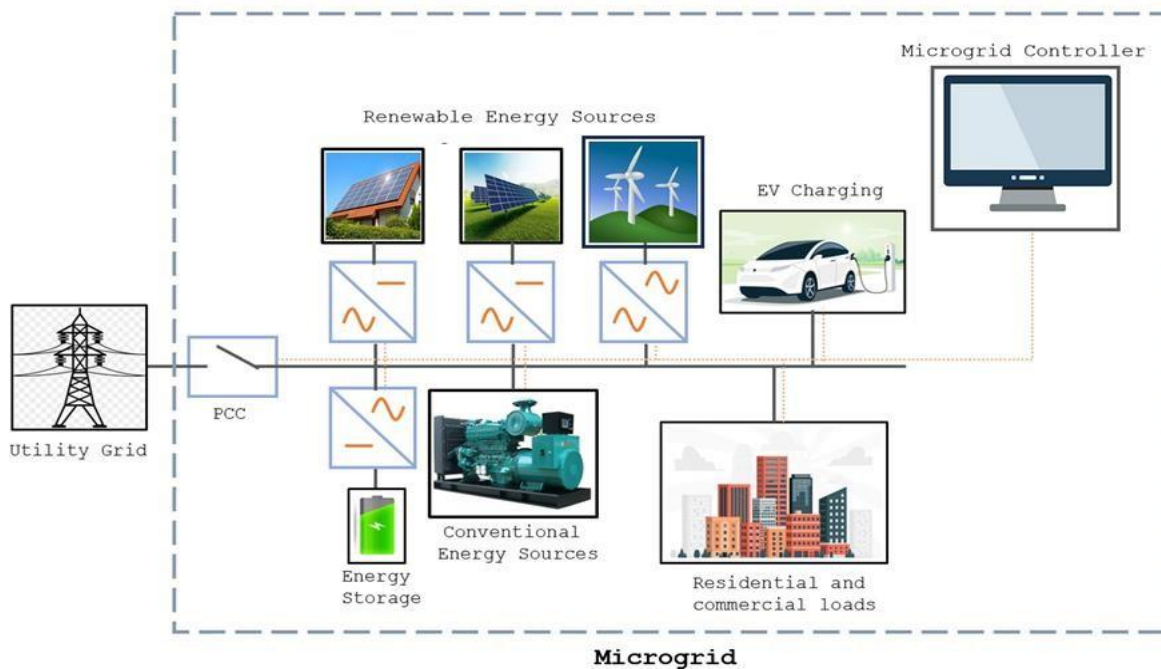 Microgrid Controller
Renewable Energy Sources
EV Charging
PCC
Utility Grid
Conventional
Energy Sources
Energy
Storage
Residential and
commercial loads
Microgrid